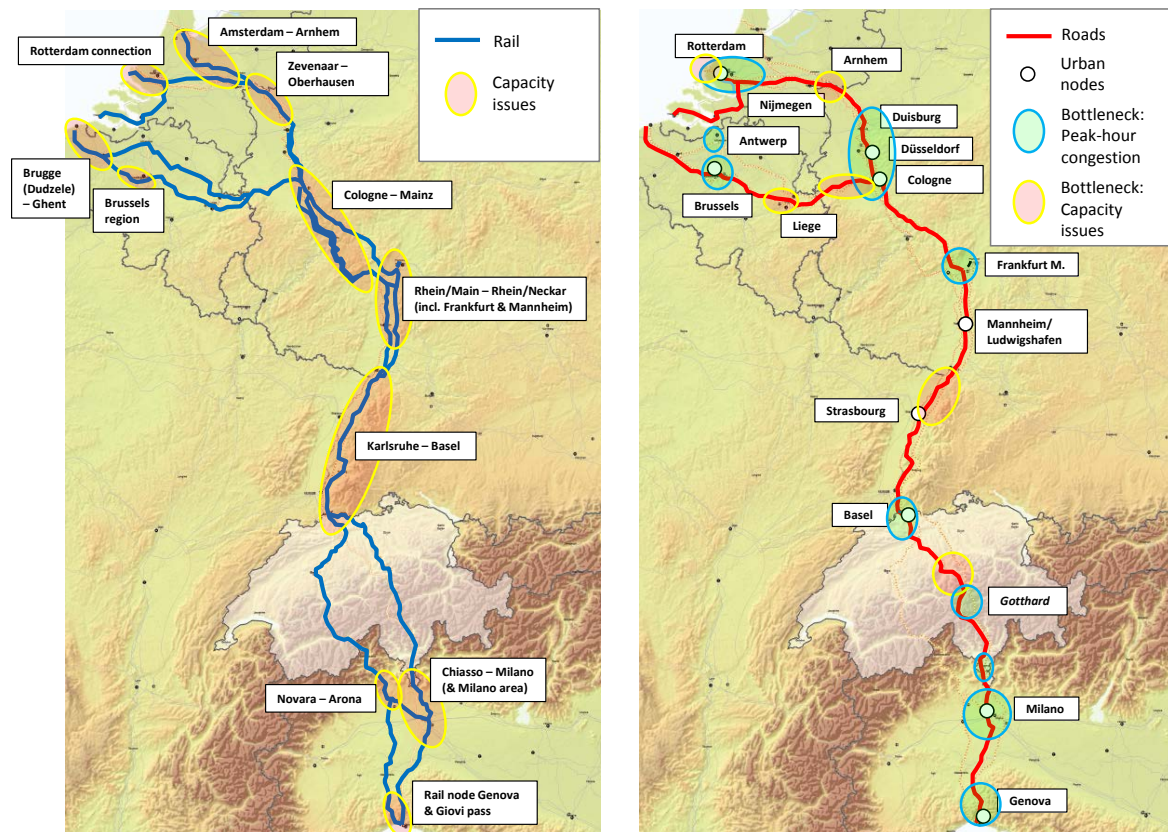 Amsterdam – Arnhem
Rotterdam connection
Zevenaar –
Oberhausen
Rail
Capacity
issues
Brugge
(Dudzele)
– Ghent
Brussels
region
Cologne – Mainz
Rhein/Main – Rhein/Neckar
(incl. Frankfurt & Mannheim)
Karlsruhe – Basel
Chiasso – Milano
(& Milano area)
Novara – Arona
Rail node Genova
& Giovi pass
Rotterdam
Arnhem
Nijmegen
Antwerp
Duisburg
Düsseldorf
Cologne
Brussels
Liege
Frankfurt M.
Mannheim/
Ludwigshafen
Strasbourg
Basel
Gotthard
Milano
Genova
Roads
Urban
nodes
Bottleneck:
Peak-hour
congestion
Bottleneck:
Capacity
issues